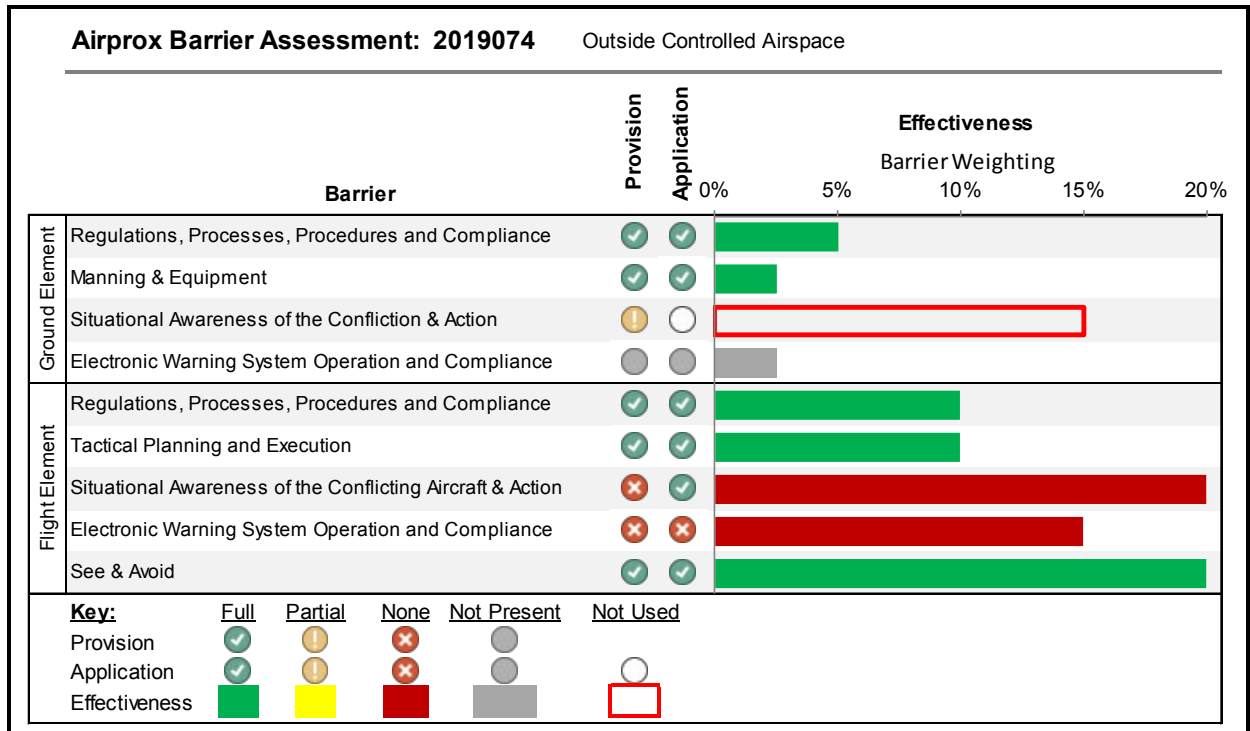 Airprox Barrier Assessment: 2019074 Outside Controlled Airspace
Provision
Application
Effectiveness
Barrier Weighting
Barrier
0% 5% 10% 15% 20%
Ground Element
Regulations, Processes, Procedures and Compliance
Manning & Equipment
Situational Awareness of the Confliction & Action
Electronic Warning System Operation and Compliance
Flight Element
Regulations, Processes, Procedures and Compliance
Tactical Planning and Execution
Situational Awareness of the Conflicting Aircraft & Action
Electronic Warning System Operation and Compliance
See & Avoid
Key: Full Partial None Not Present Not Used
Provision
Application
Effectiveness